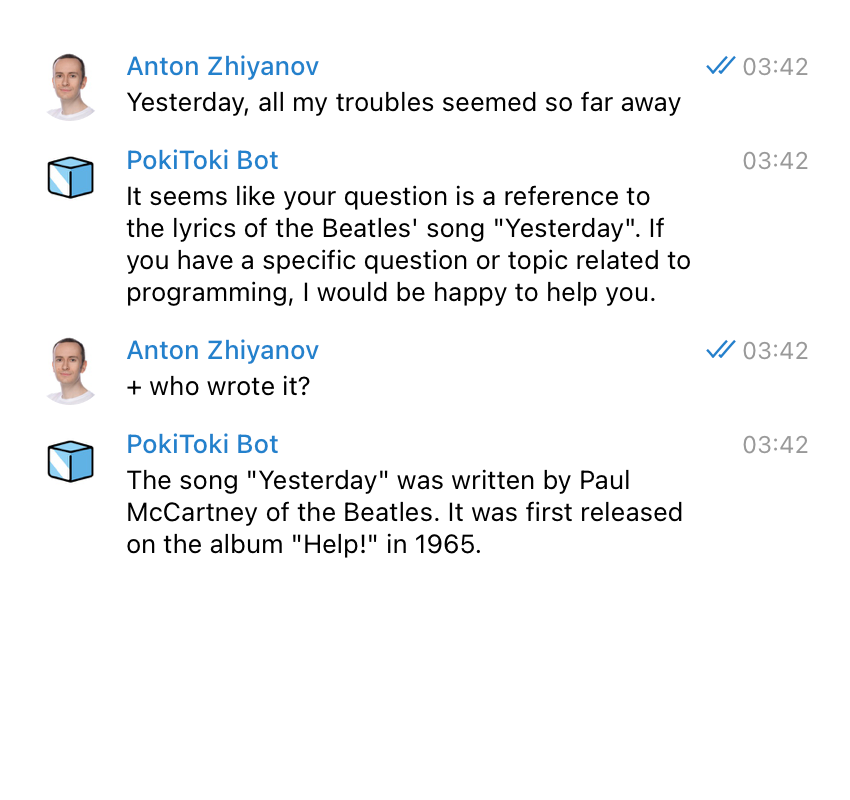 Anton Zhiyanov 03:42
Yesterday, all my troubles seemed so far away
PokiToki Bot 03:42
It seems like your question is a reference to
the lyrics of the Beatles' song "Yesterday". If
you have a specific question or topic related to
programming, I would be happy to help you.
Anton Zhiyanov 03:42
+ who wrote it?
PokiToki Bot 03:42
The song "Yesterday" was written by Paul
McCartney of the Beatles. It was first released
on the album "Help!" in 1965.